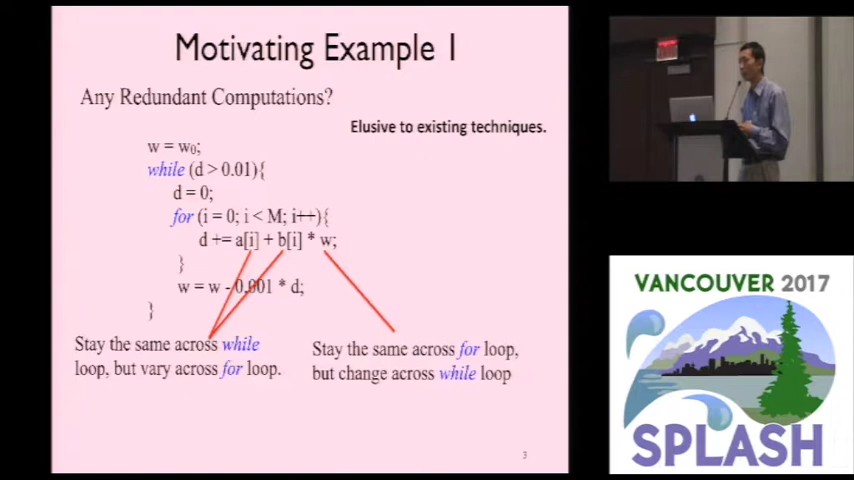 Motivating Example 1
Any Redundant Computations?
Elusive to existing techniques.
w = w₀;
while (d > 0.01){
d = 0;
for (i = 0; i < M; i++){
d += a[i] + b[i] * w;
}
w = w - 0.001 * d;
}
Stay the same across while
loop, but vary across for loop.
Stay the same across for loop,
but change across while loop
3
VANCOUVER 2017
SPLASH